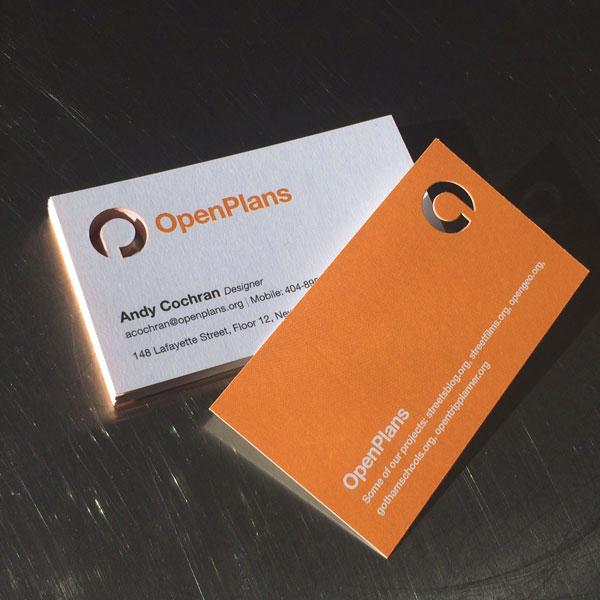 OpenPlans
Andy Cochran Designer
acochran@openplans.org | Mobile: 404-895
148 Lafayette Street, Floor 12, New
OpenPlans
Some of our projects: streetsblog.org, streetfilms.org, opengeo.org,
gothamschools.org, opentripplanner.org